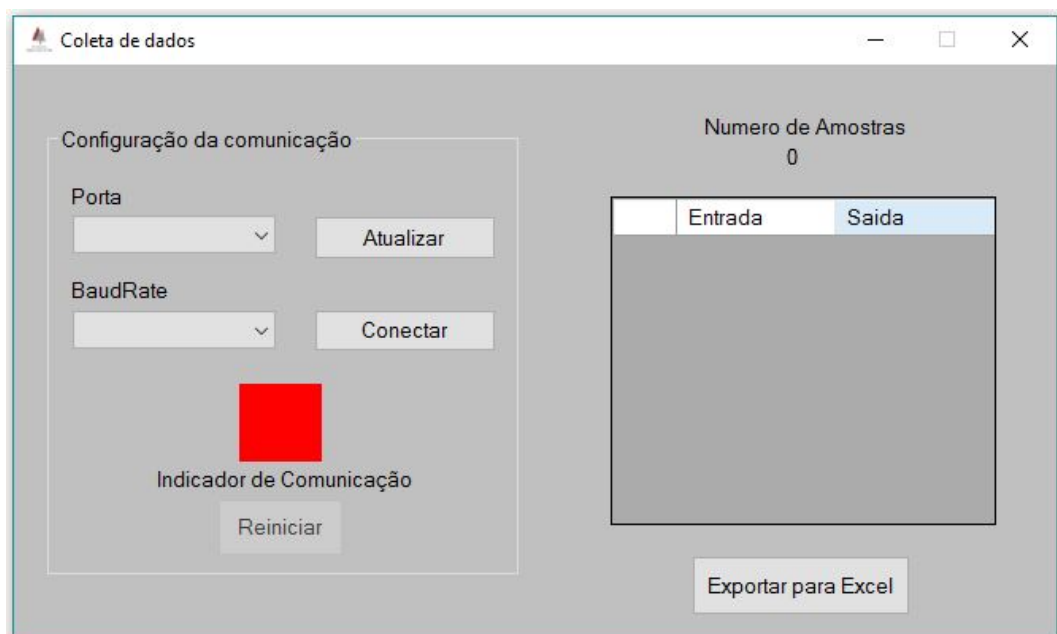 Coleta de dados
Configuração da comunicação
Porta
Atualizar
BaudRate
Conectar
Indicador de Comunicação
Reiniciar
Numero de Amostras
0
Entrada Saida
Exportar para Excel